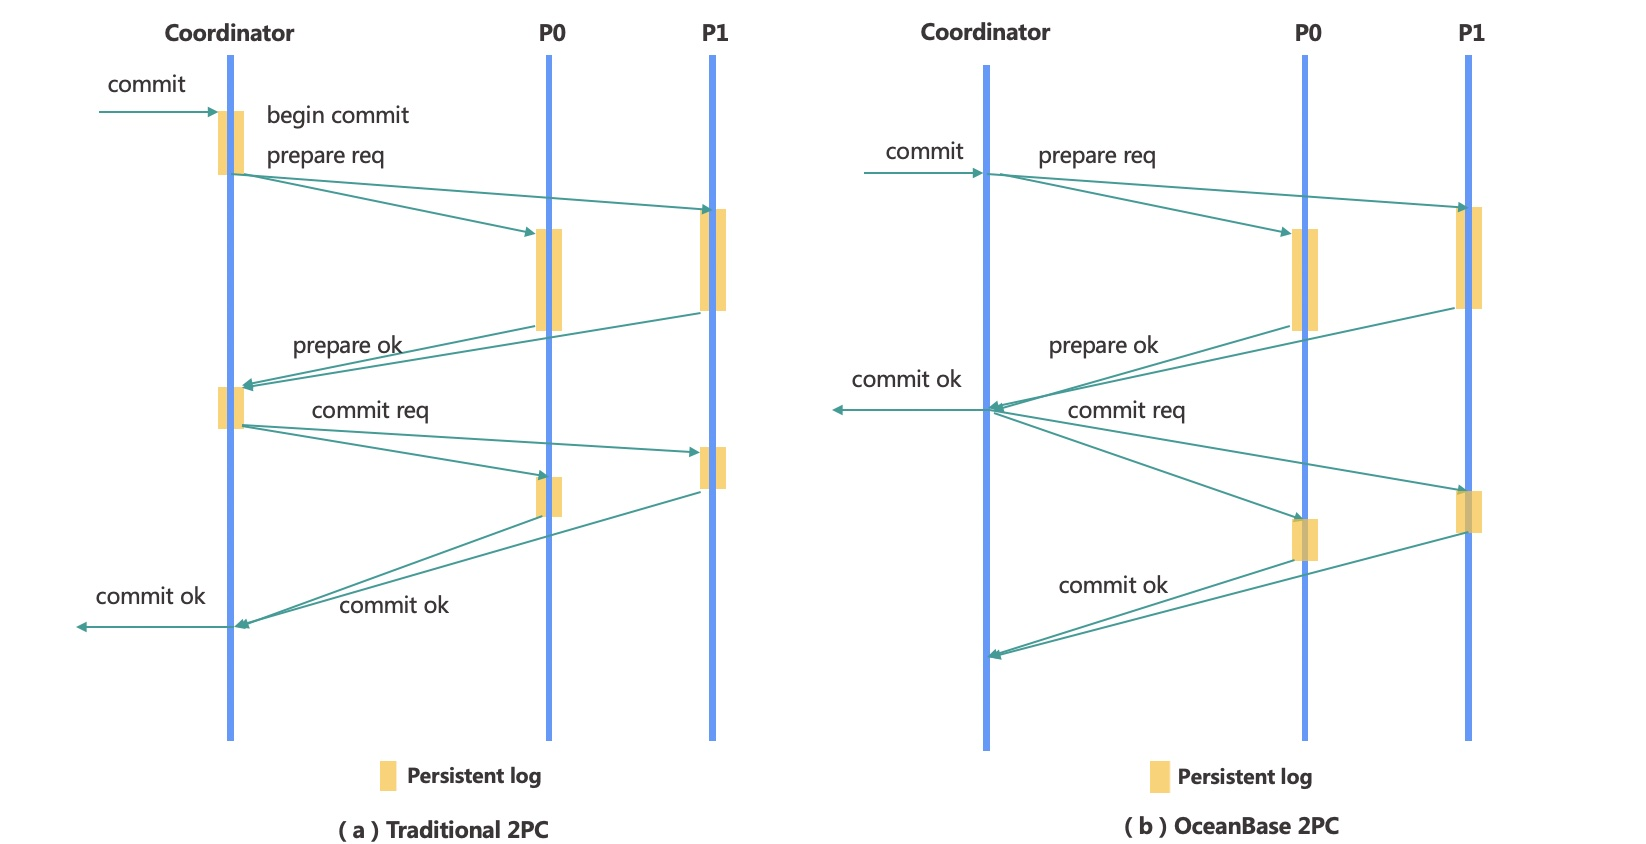 Coordinator
P0
P1
commit
begin commit
prepare req
prepare ok
commit req
commit ok
commit ok
Persistent log
( a ) Traditional 2PC
Coordinator
P0
P1
commit
prepare req
prepare ok
commit ok
commit req
commit ok
Persistent log
( b ) OceanBase 2PC